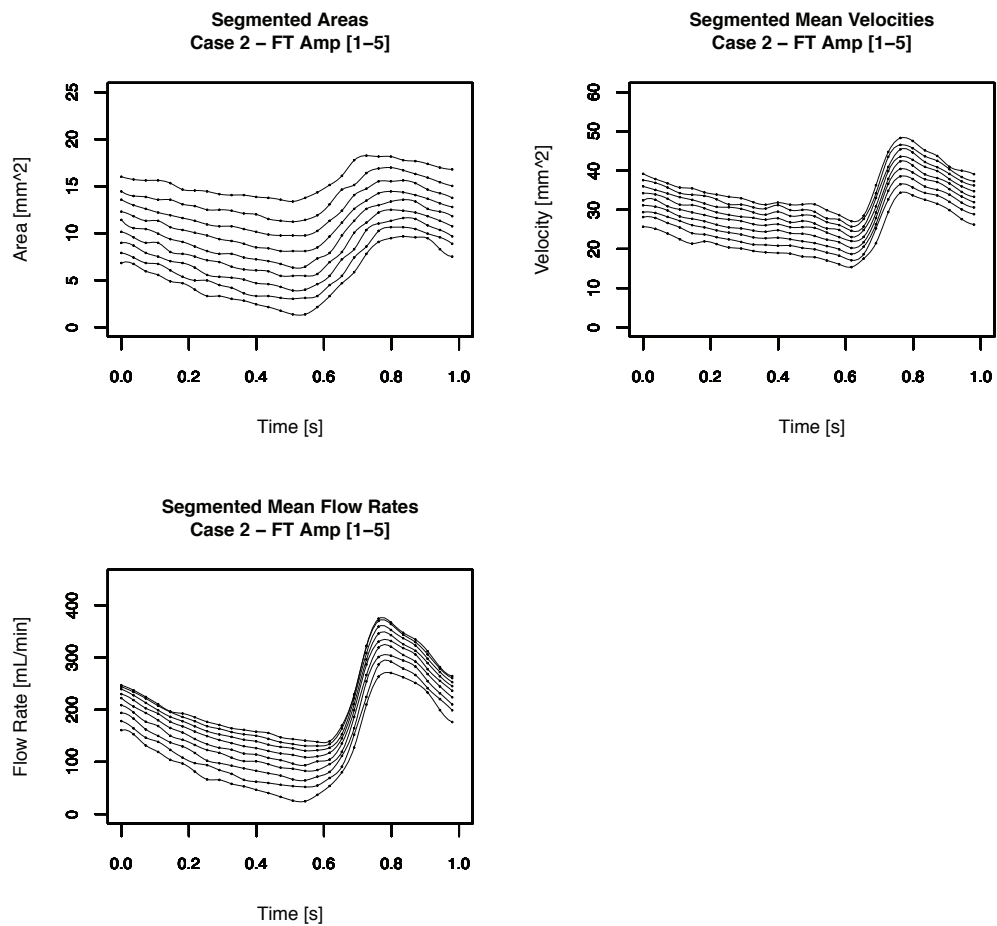 Segmented Areas
Case 2 – FT Amp [1–5]
Area [mm^2]
25
20
15
10
5
0
0.0 0.2 0.4 0.6 0.8 1.0
Time [s]
Segmented Mean Velocities
Case 2 – FT Amp [1–5]
Velocity [mm^2]
60
50
40
30
20
10
0
0.0 0.2 0.4 0.6 0.8 1.0
Time [s]
Segmented Mean Flow Rates
Case 2 – FT Amp [1–5]
Flow Rate [mL/min]
400
300
200
100
0
0.0 0.2 0.4 0.6 0.8 1.0
Time [s]